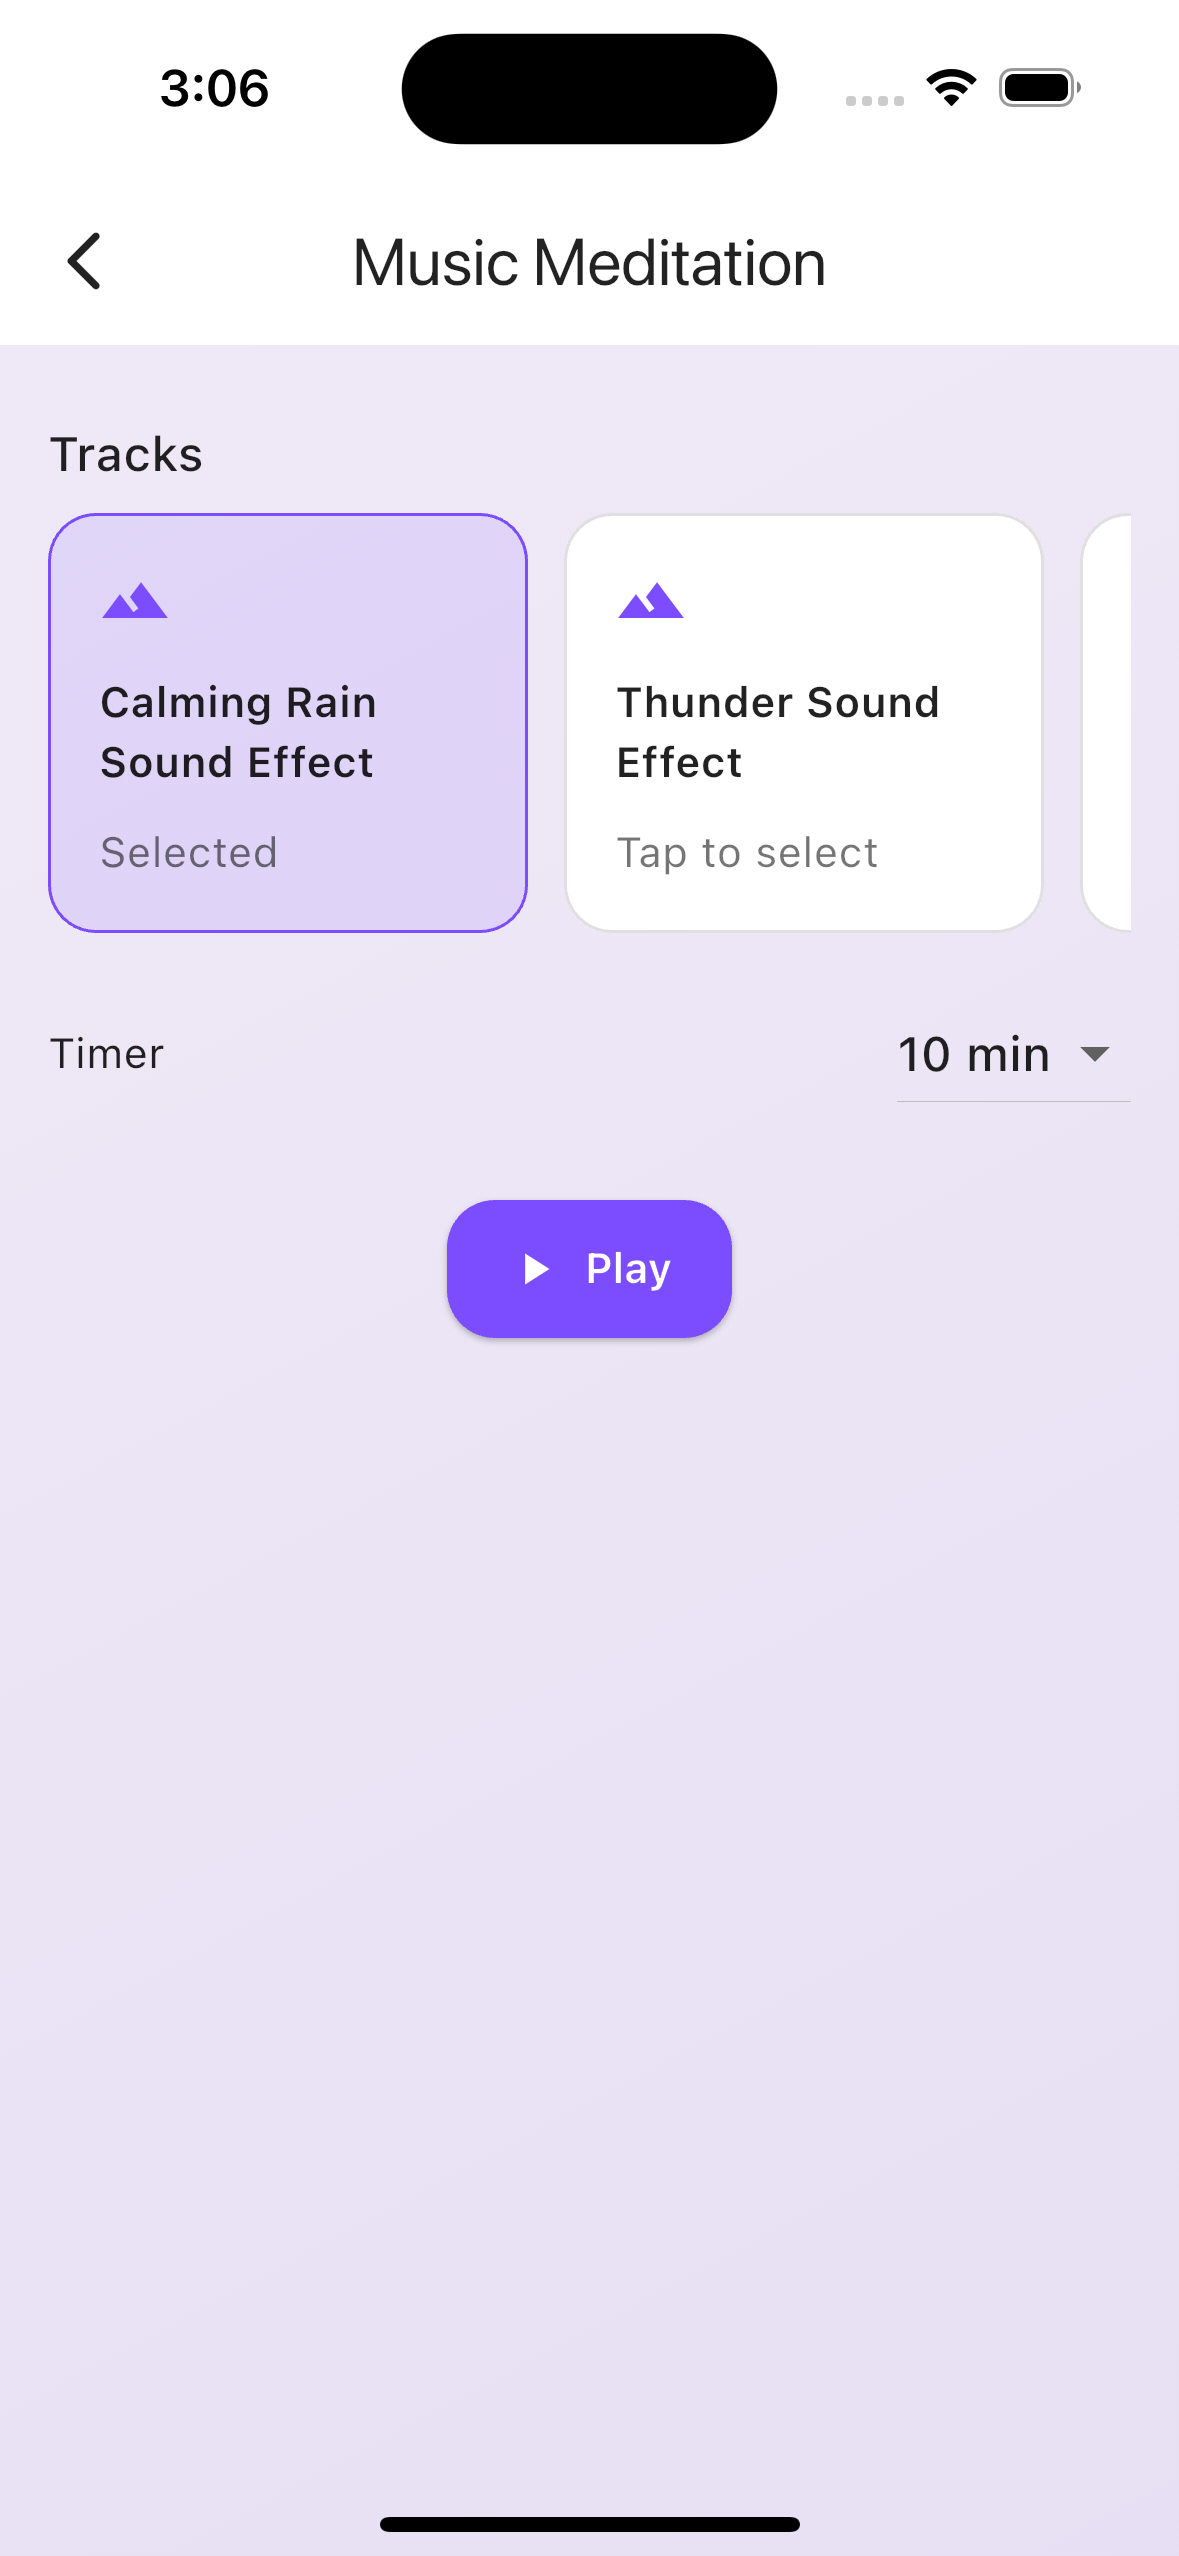 3:06
Music Meditation
Tracks
Calming Rain
Sound Effect
Selected
Thunder Sound
Effect
Tap to select
Timer
10 min
Play